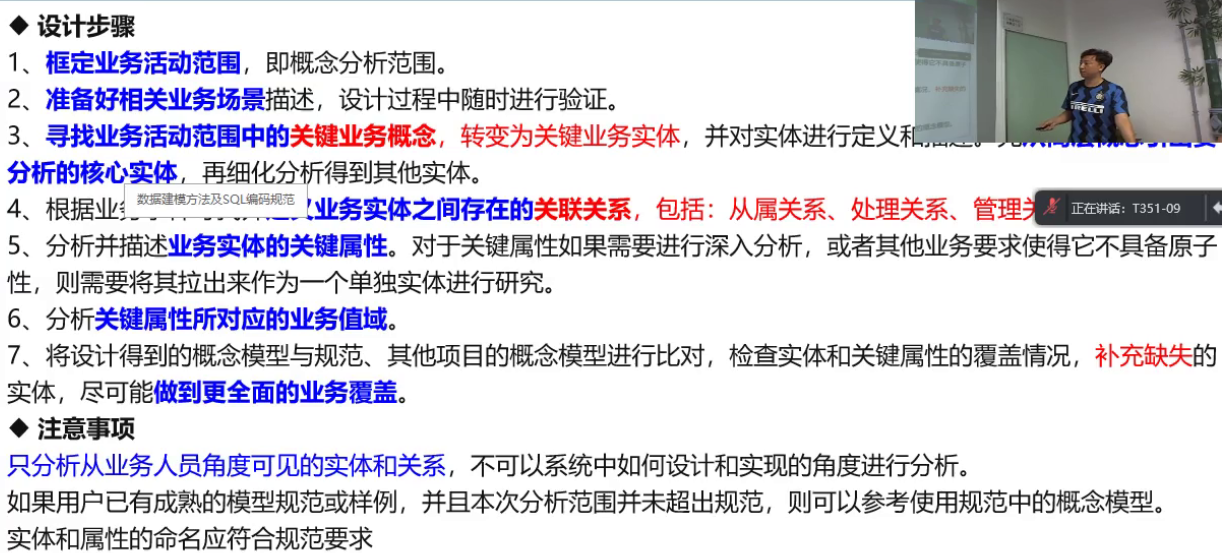 ◆ 设计步骤
1、框定业务活动范围，即概念分析范围。
2、准备好相关业务场景描述，设计过程中随时进行验证。
3、寻找业务活动范围中的关键业务概念，转变为关键业务实体，并对实体进行定义和
分析的核心实体，再细化分析得到其他实体。
数据建模方法及SQL编码规范
4、根据业 义业务实体之间存在的关联关系，包括：从属关系、处理关系、管理关
正在讲话：T351-09
5、分析并描述业务实体的关键属性。对于关键属性如果需要进行深入分析，或者其他业务要求使得它不具备原子
性，则需要将其拉出来作为一个单独实体进行研究。
6、分析关键属性所对应的业务值域。
7、将设计得到的概念模型与规范、其他项目的概念模型进行比对，检查实体和关键属性的覆盖情况，补充缺失的
实体，尽可能做到更全面的业务覆盖。
◆ 注意事项
只分析从业务人员角度可见的实体和关系，不可以系统中如何设计和实现的角度进行分析。
如果用户已有成熟的模型规范或样例，并且本次分析范围并未超出规范，则可以参考使用规范中的概念模型。
实体和属性的命名应符合规范要求